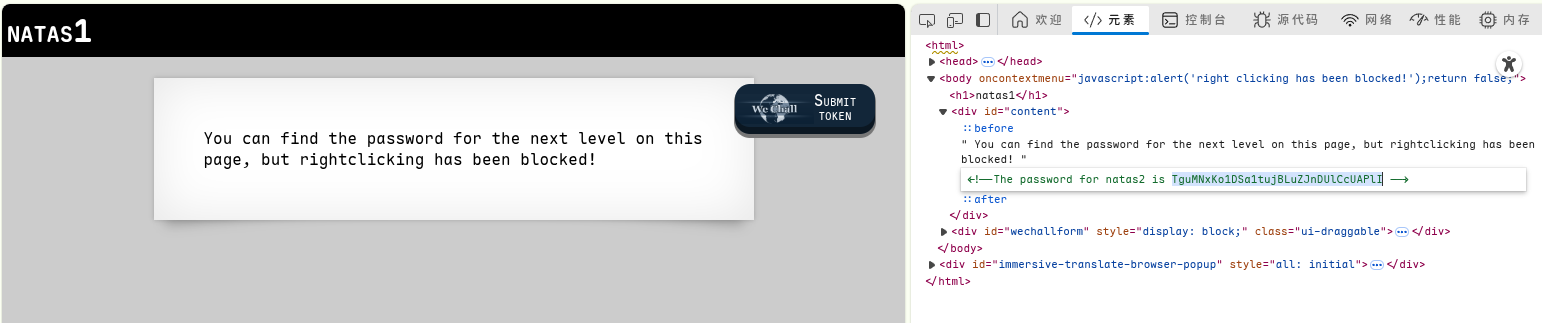 NATAS1
You can find the password for the next level on this
page, but rightclicking has been blocked!
We Chall
SUBMIT
TOKEN
欢迎
</> 元素
控制台
源代码
网络
性能
内存
<html>
<head> ••• </head>
<body oncontextmenu="javascript:alert('right clicking has been blocked!');return false;">
<h1>natas1</h1>
<div id="content">
::before
" You can find the password for the next level on this page, but rightclicking has been
blocked! "
<!--The password for natas2 is TguMNxKo1DSa1tujBLuZJnDUlCcUAPlI -->
::after
</div>
<div id="wechallform" style="display: block;" class="ui-draggable"> ••• </div>
</body>
<div id="immersive-translate-browser-popup" style="all: initial"> ••• </div>
</html>